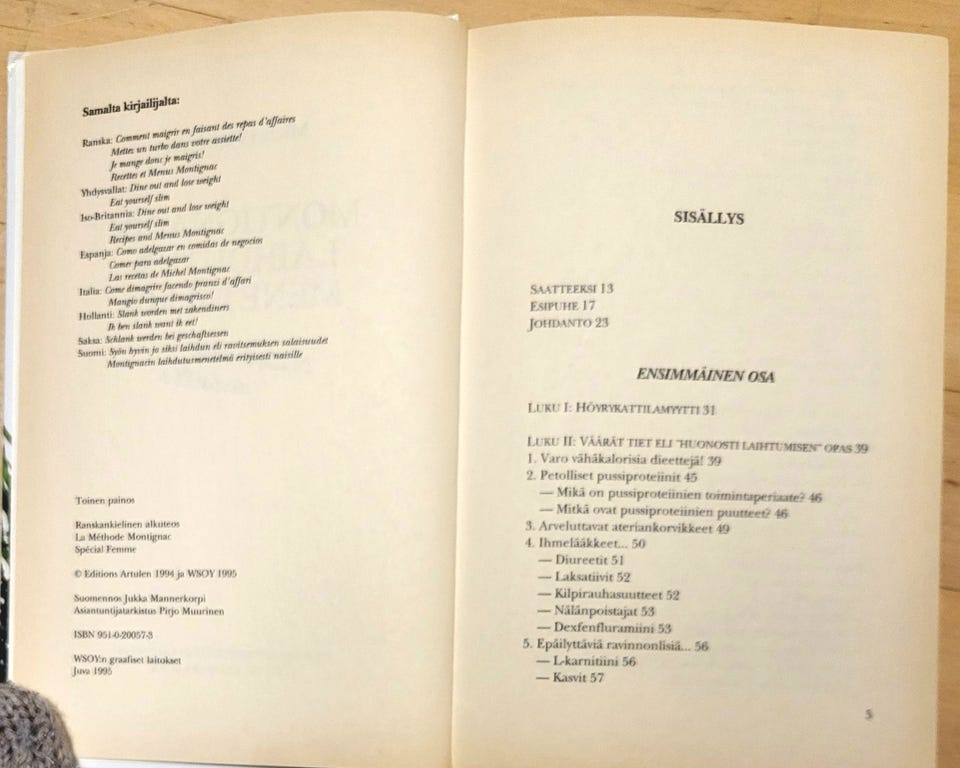 Samalta kirjailijalta:
Ranska: Comment maigrir en faisant des repas d'affaires
Mettez un turbo dans votre assiette!
Je mange donc je maigris!
Recettes et Menus Montignac
Yhdysvallat: Dine out and lose weight
Eat yourself slim
Iso-Britannia: Dine out and lose weight
Eat yourself slim
Recipes and Menus Montignac
Espanja: Como adelgazar en comidas de negocios
Comer para adelgazar
Las recetas de Michel Montignac
Italia: Come dimagrire facendo pranzi d'affari
Mangio dunque dimagrisco!
Hollanti: Slank worden met zakendiners
Ik ben slank want ik eet!
Saksa: Schlank werden bei geschaftsessen
Suomi: Syön hyvin ja siksi laihdun eli ravitsemuksen salaisuudet
Montignacin laihdutusmenetelmä erityisesti naisille
Toinen painos
Ranskankielinen alkuteos
La Méthode Montignac
Spécial Femme
© Editions Artulen 1994 ja WSOY 1995
Suomennos Jukka Mannerkorpi
Asiantuntijatarkistus Pirjo Muurinen
ISBN 951-0-20057-3
WSOY:n graafiset laitokset
Juva 1995
SISÄLLYS
SAATTEEKSI 13
ESIPUHE 17
JOHDANTO 23
ENSIMMÄINEN OSA
LUKU I: HÖYRYKATTILAMYYTTI 31
LUKU II: VÄÄRÄT TIET ELI "HUONOSTI LAIHTUMISEN" OPAS 39
1. Varo vähäkalorisia dieettejä! 39
2. Petolliset pussiproteiinit 45
— Mikä on pussiproteiinien toimintaperiaate? 46
— Mitkä ovat pussiproteiinien puutteet? 46
3. Arveluttavat ateriankorvikkeet 49
4. Ihmelääkkeet... 50
— Diureetit 51
— Laksatiivit 52
— Kilpirauhasuutteet 52
— Nälänpoistajat 53
— Dexfenfluramiini 53
5. Epäilyttäviä ravinnonlisiä... 56
— L-karnitiini 56
— Kasvit 57
5